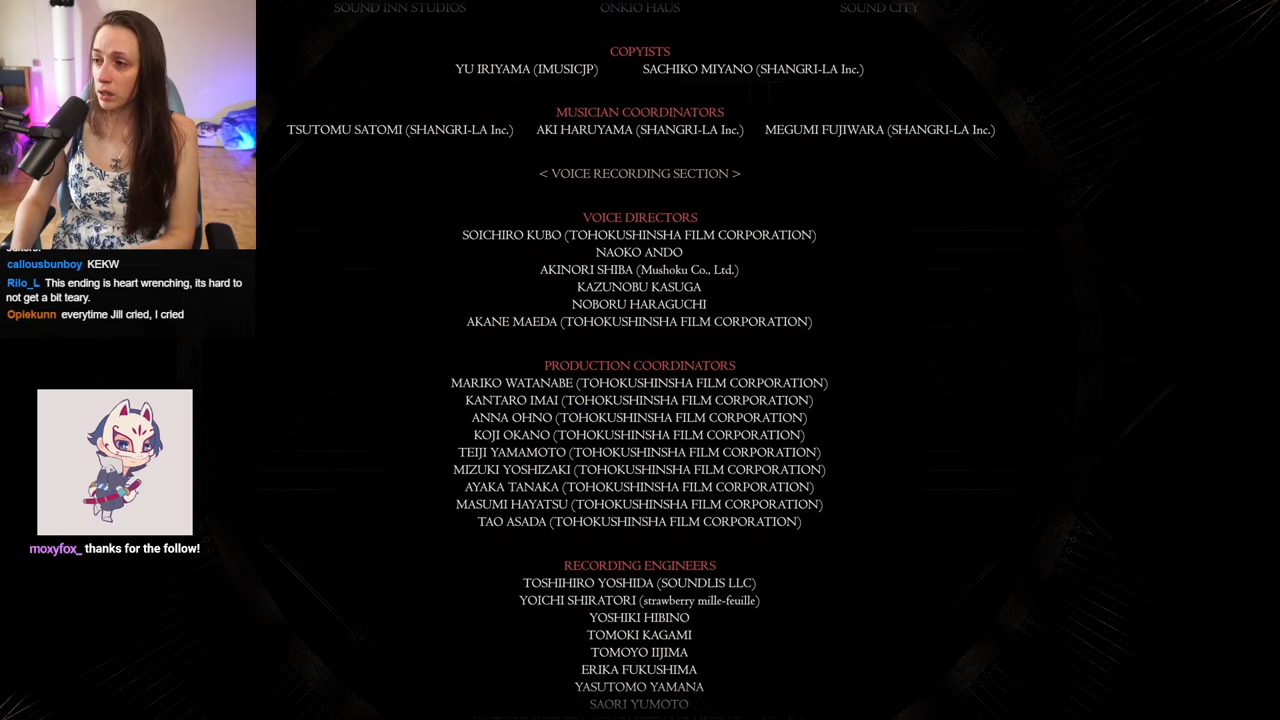 SOUND INN STUDIOS ONKIO HAUS SOUND CITY
COPYISTS
YU IRIYAMA (IMUSICJP) SACHIKO MIYANO (SHANGRI-LA Inc.)
MUSICIAN COORDINATORS
TSUTOMU SATOMI (SHANGRI-LA Inc.) AKI HARUYAMA (SHANGRI-LA Inc.) MEGUMI FUJIWARA (SHANGRI-LA Inc.)
< VOICE RECORDING SECTION >
VOICE DIRECTORS
SOICHIRO KUBO (TOHOKUSHINSHA FILM CORPORATION)
NAOKO ANDO
AKINORI SHIBA (Mushoku Co., Ltd.)
KAZUNOBU KASUGA
NOBORU HARAGUCHI
AKANE MAEDA (TOHOKUSHINSHA FILM CORPORATION)
PRODUCTION COORDINATORS
MARIKO WATANABE (TOHOKUSHINSHA FILM CORPORATION)
KANTARO IMAI (TOHOKUSHINSHA FILM CORPORATION)
ANNA OHNO (TOHOKUSHINSHA FILM CORPORATION)
KOJI OKANO (TOHOKUSHINSHA FILM CORPORATION)
TEIJI YAMAMOTO (TOHOKUSHINSHA FILM CORPORATION)
MIZUKI YOSHIZAKI (TOHOKUSHINSHA FILM CORPORATION)
AYAKA TANAKA (TOHOKUSHINSHA FILM CORPORATION)
MASUMI HAYATSU (TOHOKUSHINSHA FILM CORPORATION)
TAO ASADA (TOHOKUSHINSHA FILM CORPORATION)
RECORDING ENGINEERS
TOSHIHIRO YOSHIDA (SOUNDLIS LLC)
YOICHI SHIRATORI (strawberry mille-feuille)
YOSHIKI HIBINO
TOMOKI KAGAMI
TOMOYO IIJIMA
ERIKA FUKUSHIMA
YASUTOMO YAMANA
SAORI YUMOTO
callousbunboy KEKW
Rilo_L This ending is heart wrenching, its hard to
not get a bit teary.
Opiekunn everytime Jill cried, I cried
moxyfox_ thanks for the follow!